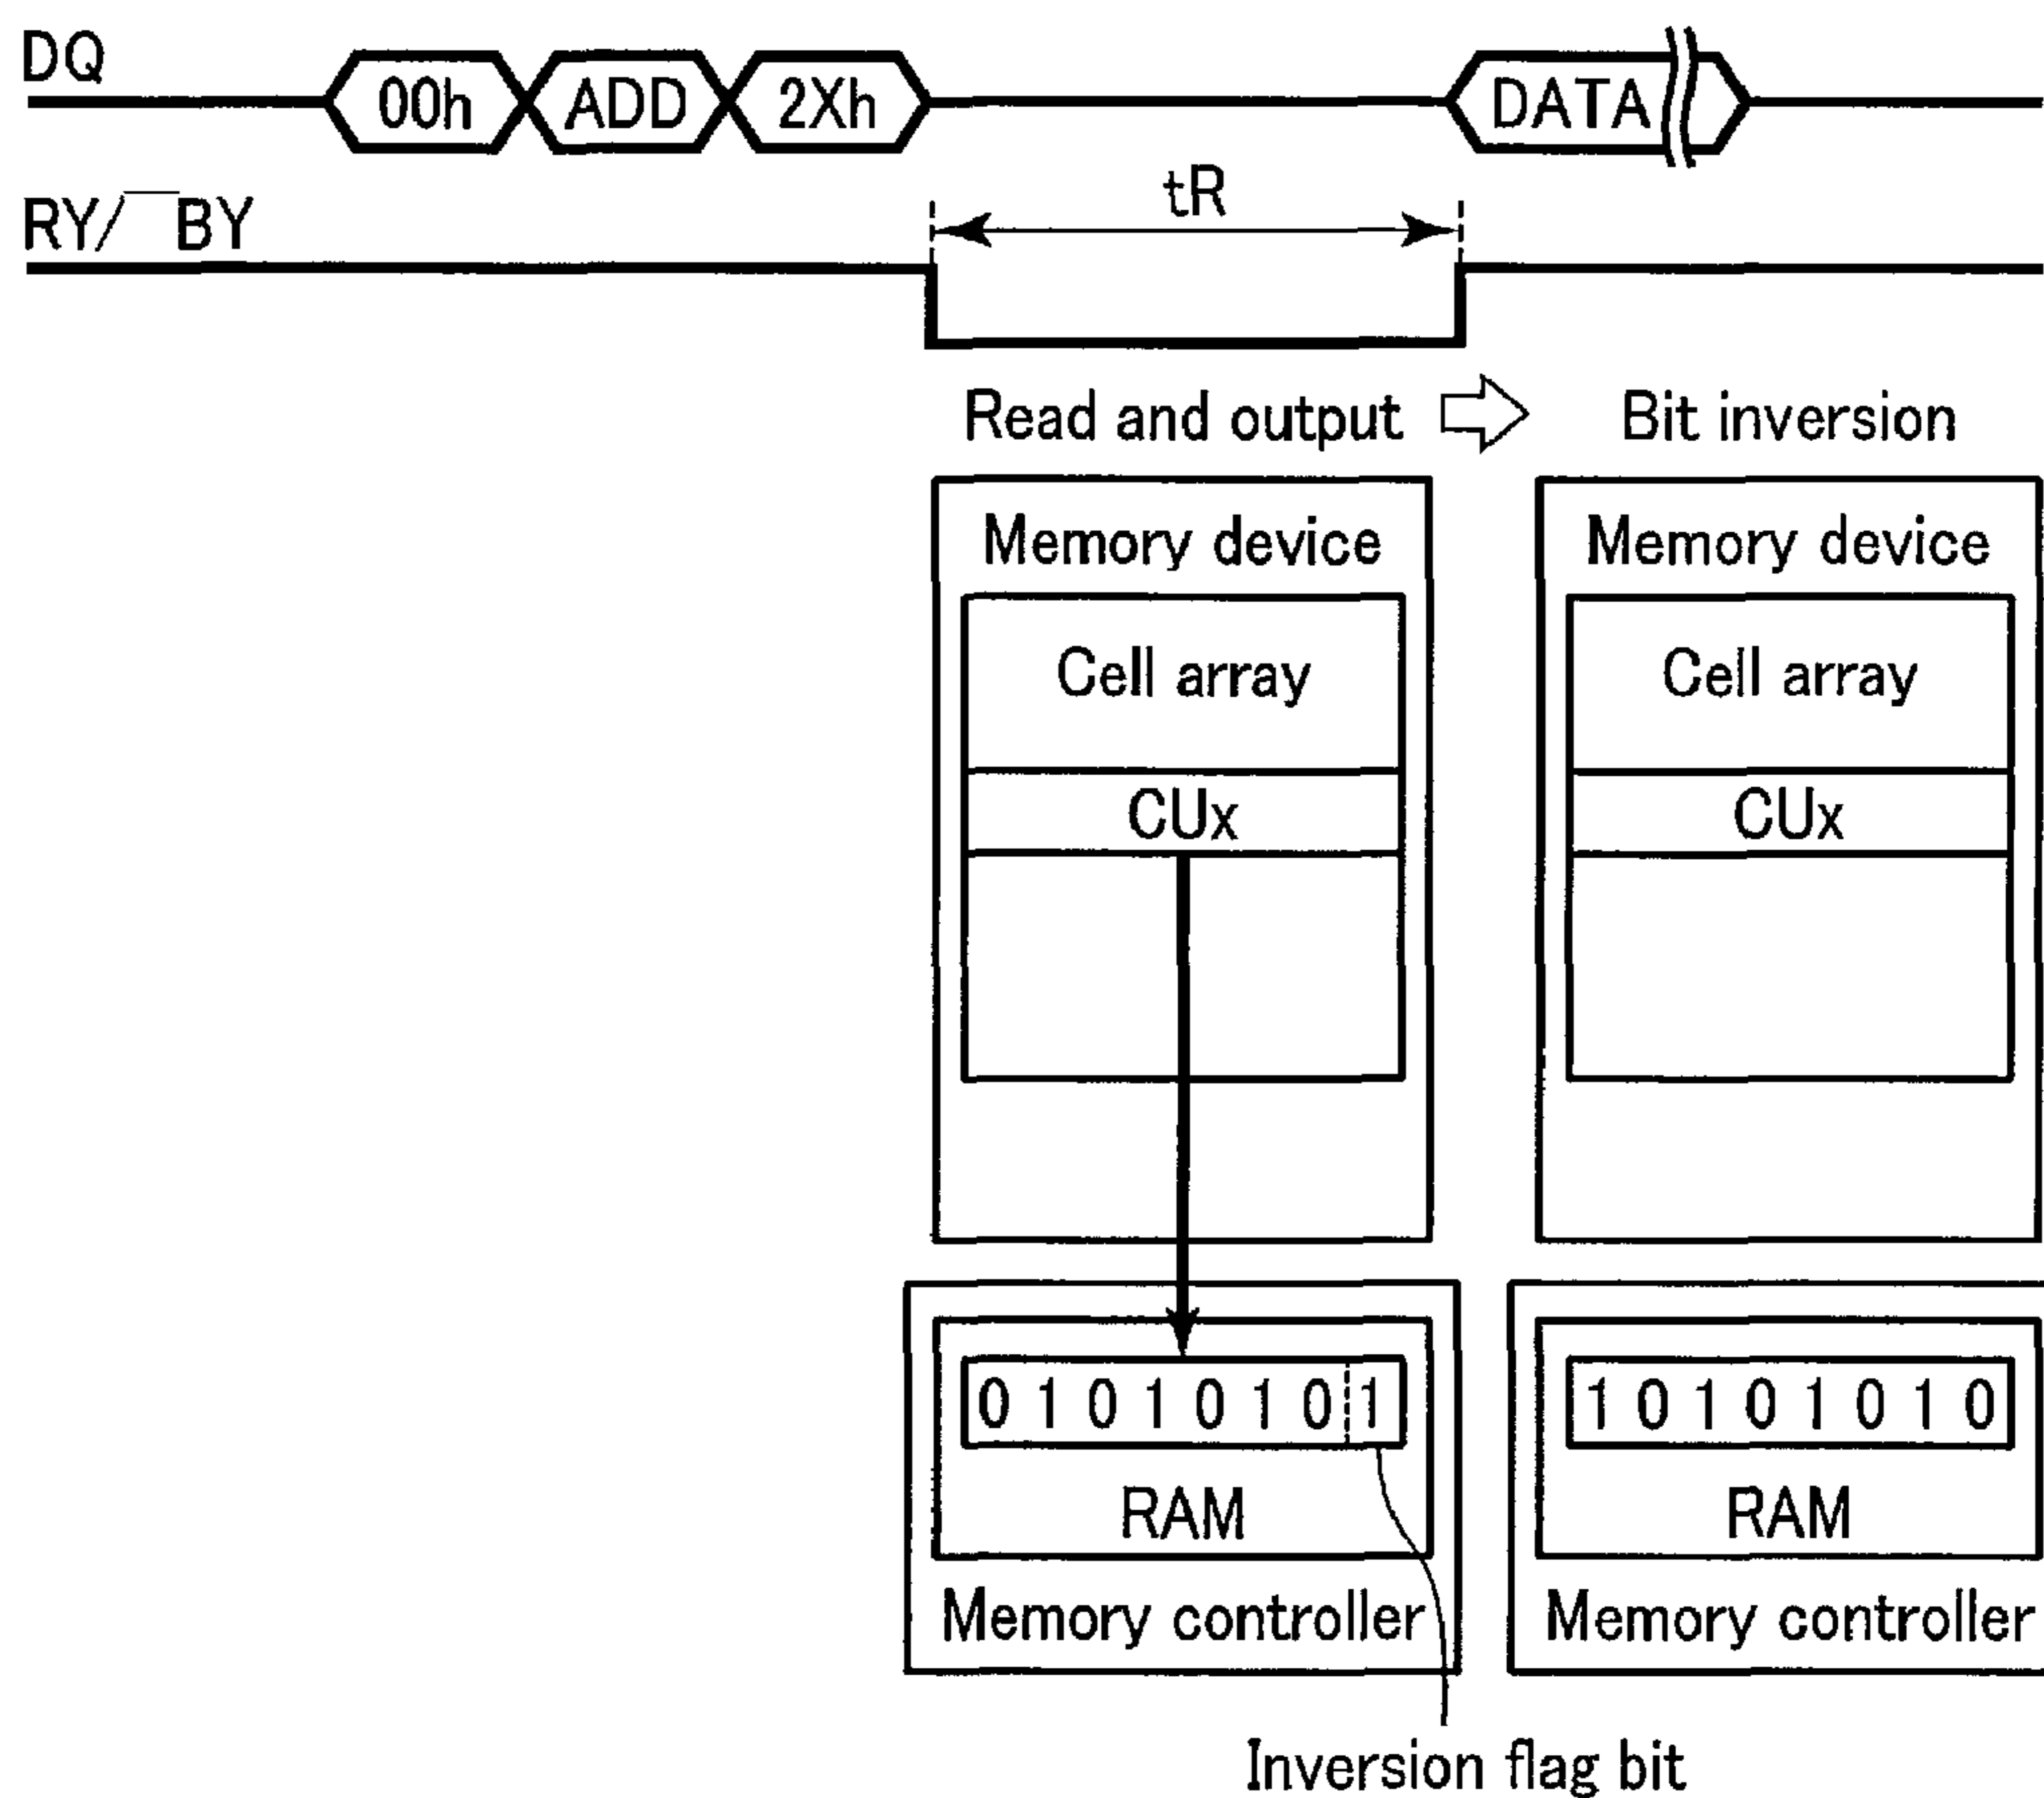 DQ
00h ADD 2Xh DATA
tR
RY/B̅Y̅
Read and output Bit inversion
Memory device Memory device
Cell array Cell array
CUx CUx
0 1 0 1 0 1 0 1 1 0 1 0 1 0 1 0
RAM RAM
Memory controller Memory controller
Inversion flag bit